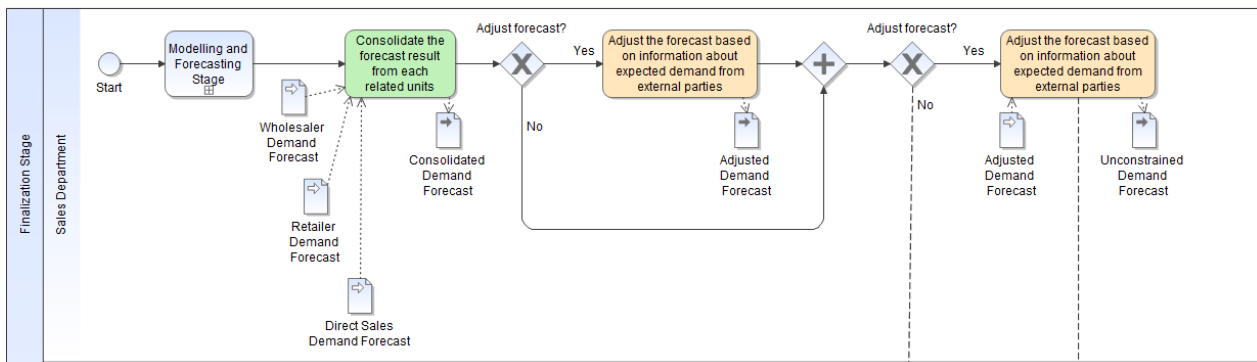 Finalization Stage
Sales Department
Start
Modelling and
Forecasting
Stage
Consolidate the
forecast result
from each
related units
Wholesaler
Demand
Forecast
Retailer
Demand
Forecast
Direct Sales
Demand Forecast
Consolidated
Demand
Forecast
Adjust forecast?
Yes
No
Adjust the forecast based
on information about
expected demand from
external parties
Adjusted
Demand
Forecast
Adjust forecast?
Yes
No
Adjust the forecast based
on information about
expected demand from
external parties
Adjusted
Demand
Forecast
Unconstrained
Demand
Forecast